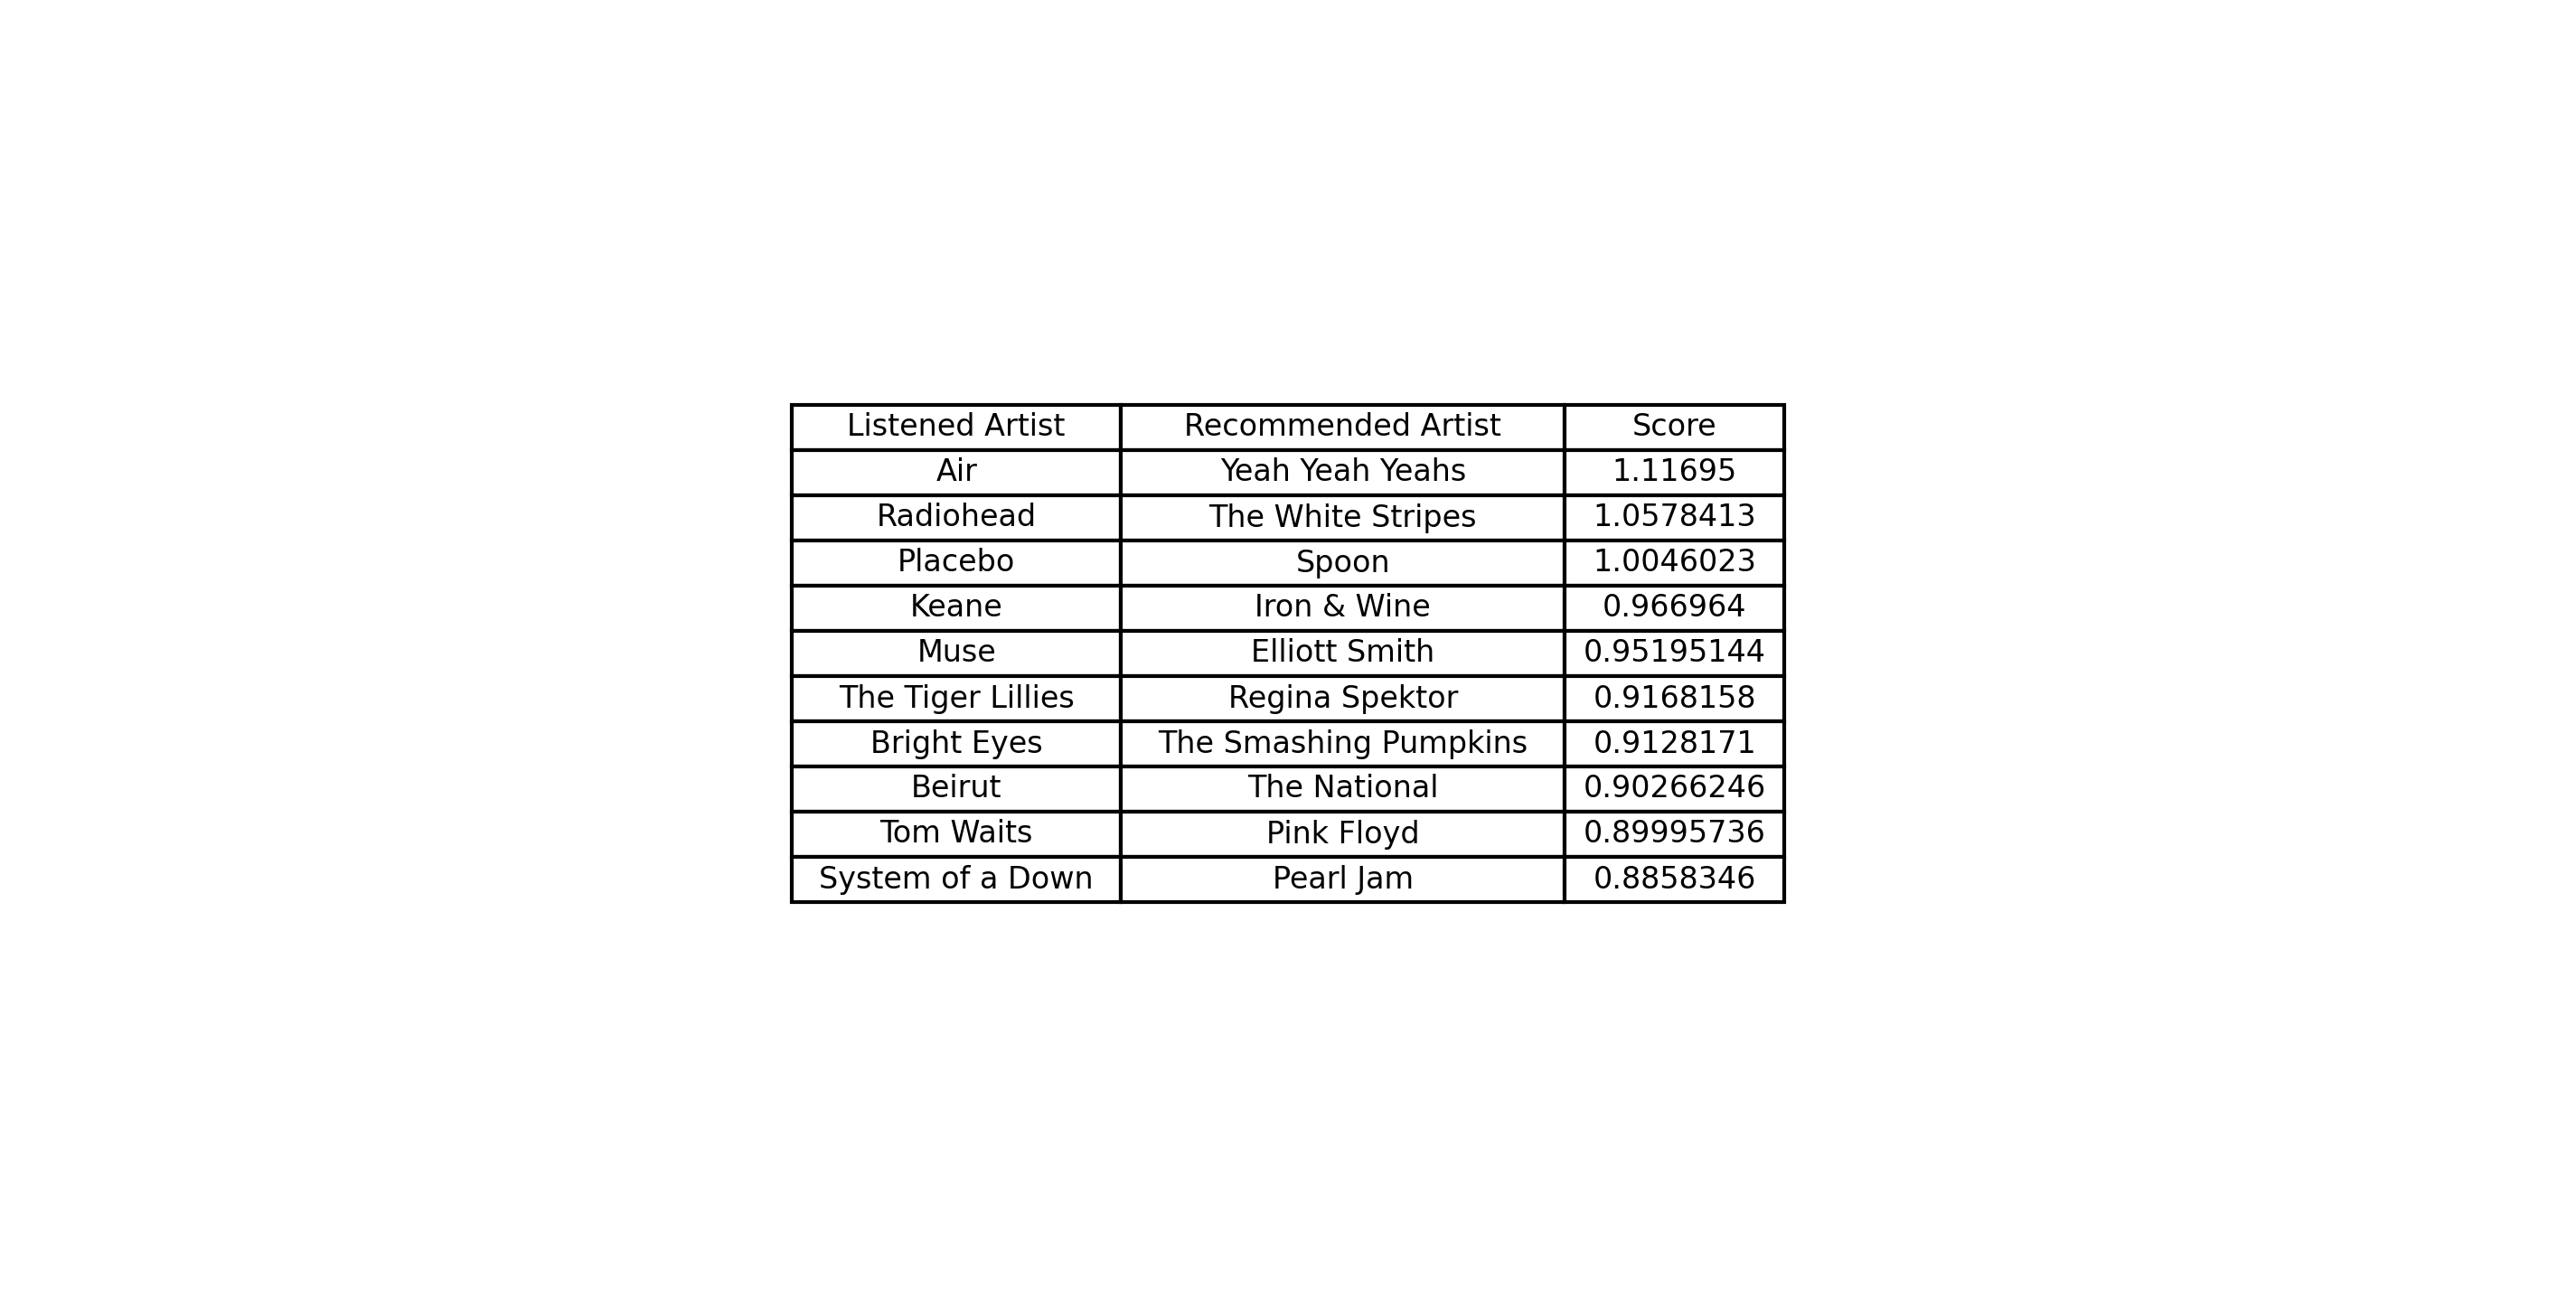 Listened Artist Recommended Artist Score
Air Yeah Yeah Yeahs 1.11695
Radiohead The White Stripes 1.0578413
Placebo Spoon 1.0046023
Keane Iron & Wine 0.966964
Muse Elliott Smith 0.95195144
The Tiger Lillies Regina Spektor 0.9168158
Bright Eyes The Smashing Pumpkins 0.9128171
Beirut The National 0.90266246
Tom Waits Pink Floyd 0.89995736
System of a Down Pearl Jam 0.8858346